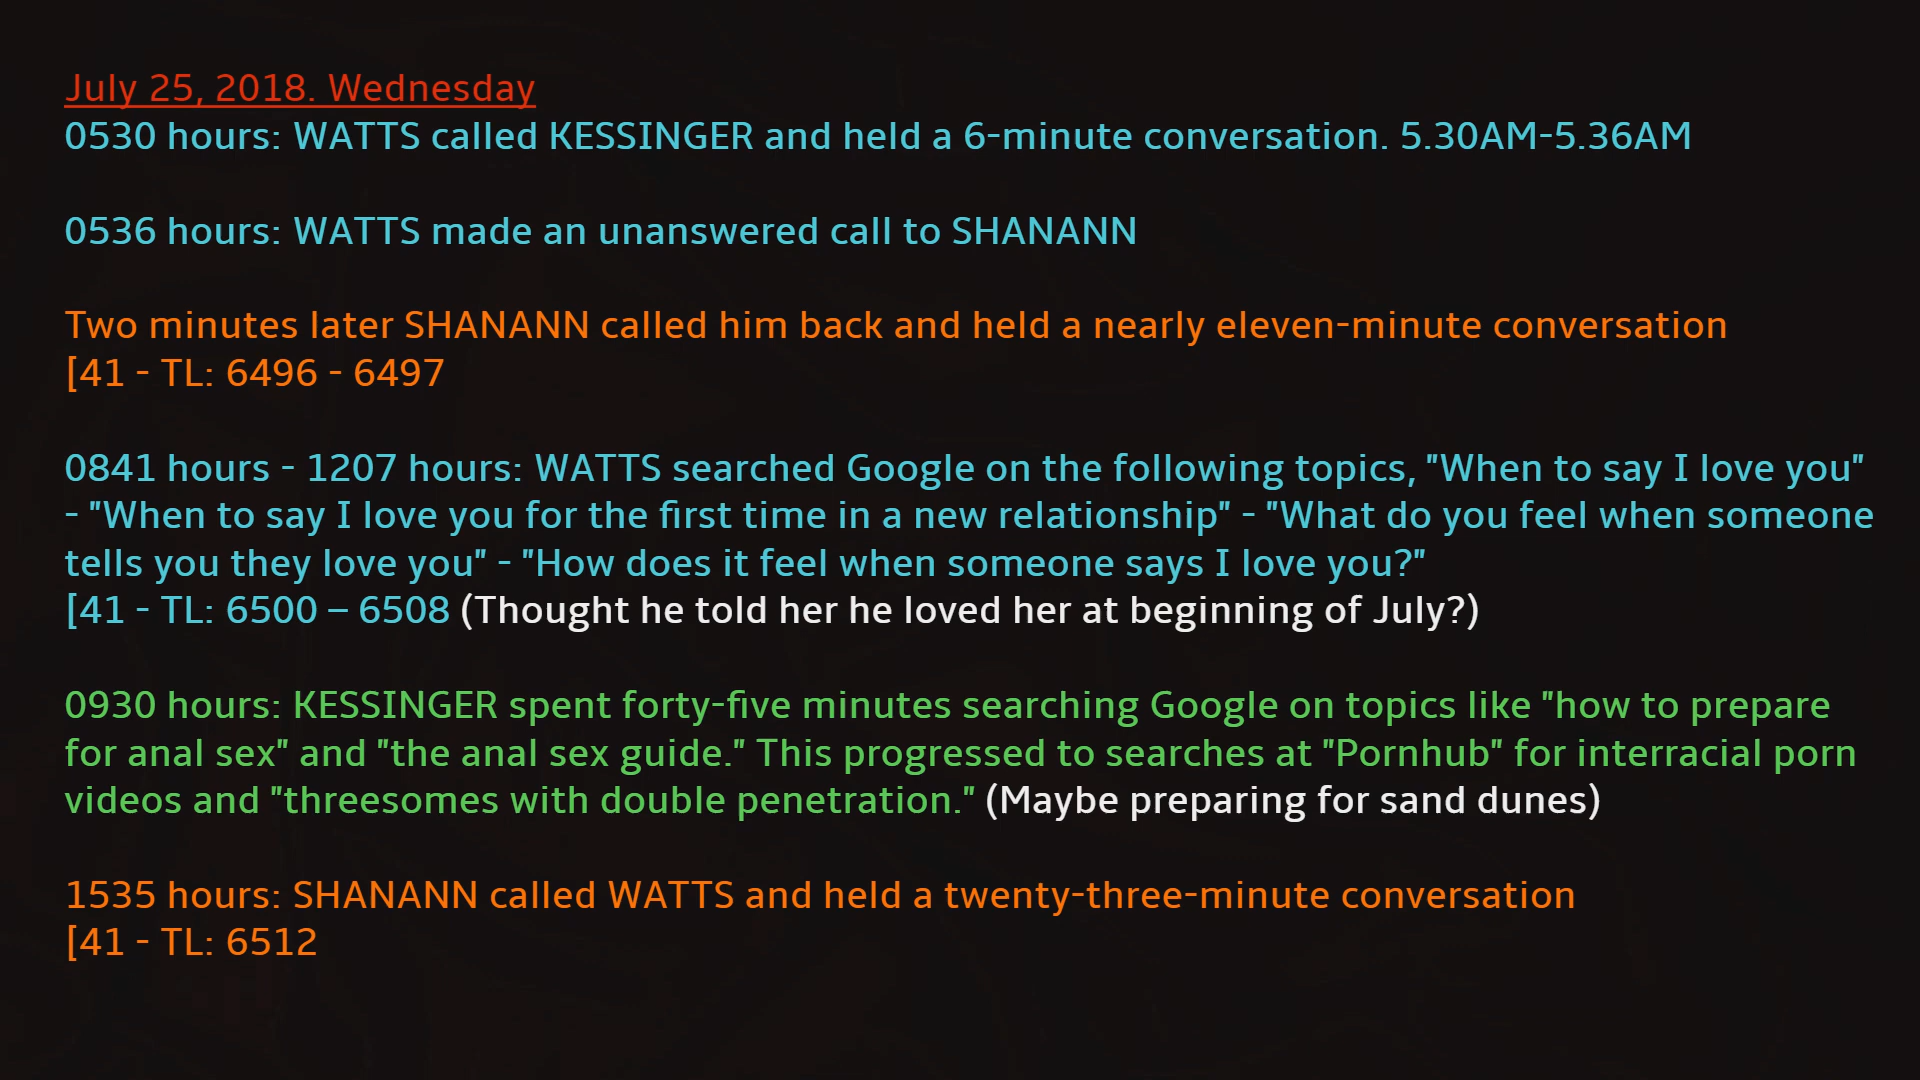 July 25, 2018. Wednesday
0530 hours: WATTS called KESSINGER and held a 6-minute conversation. 5.30AM-5.36AM
0536 hours: WATTS made an unanswered call to SHANANN
Two minutes later SHANANN called him back and held a nearly eleven-minute conversation
[41 - TL: 6496 - 6497
0841 hours - 1207 hours: WATTS searched Google on the following topics, "When to say I love you"
- "When to say I love you for the first time in a new relationship" - "What do you feel when someone
tells you they love you" - "How does it feel when someone says I love you?"
[41 - TL: 6500 – 6508 (Thought he told her he loved her at beginning of July?)
0930 hours: KESSINGER spent forty-five minutes searching Google on topics like "how to prepare
for anal sex" and "the anal sex guide." This progressed to searches at "Pornhub" for interracial porn
videos and "threesomes with double penetration." (Maybe preparing for sand dunes)
1535 hours: SHANANN called WATTS and held a twenty-three-minute conversation
[41 - TL: 6512